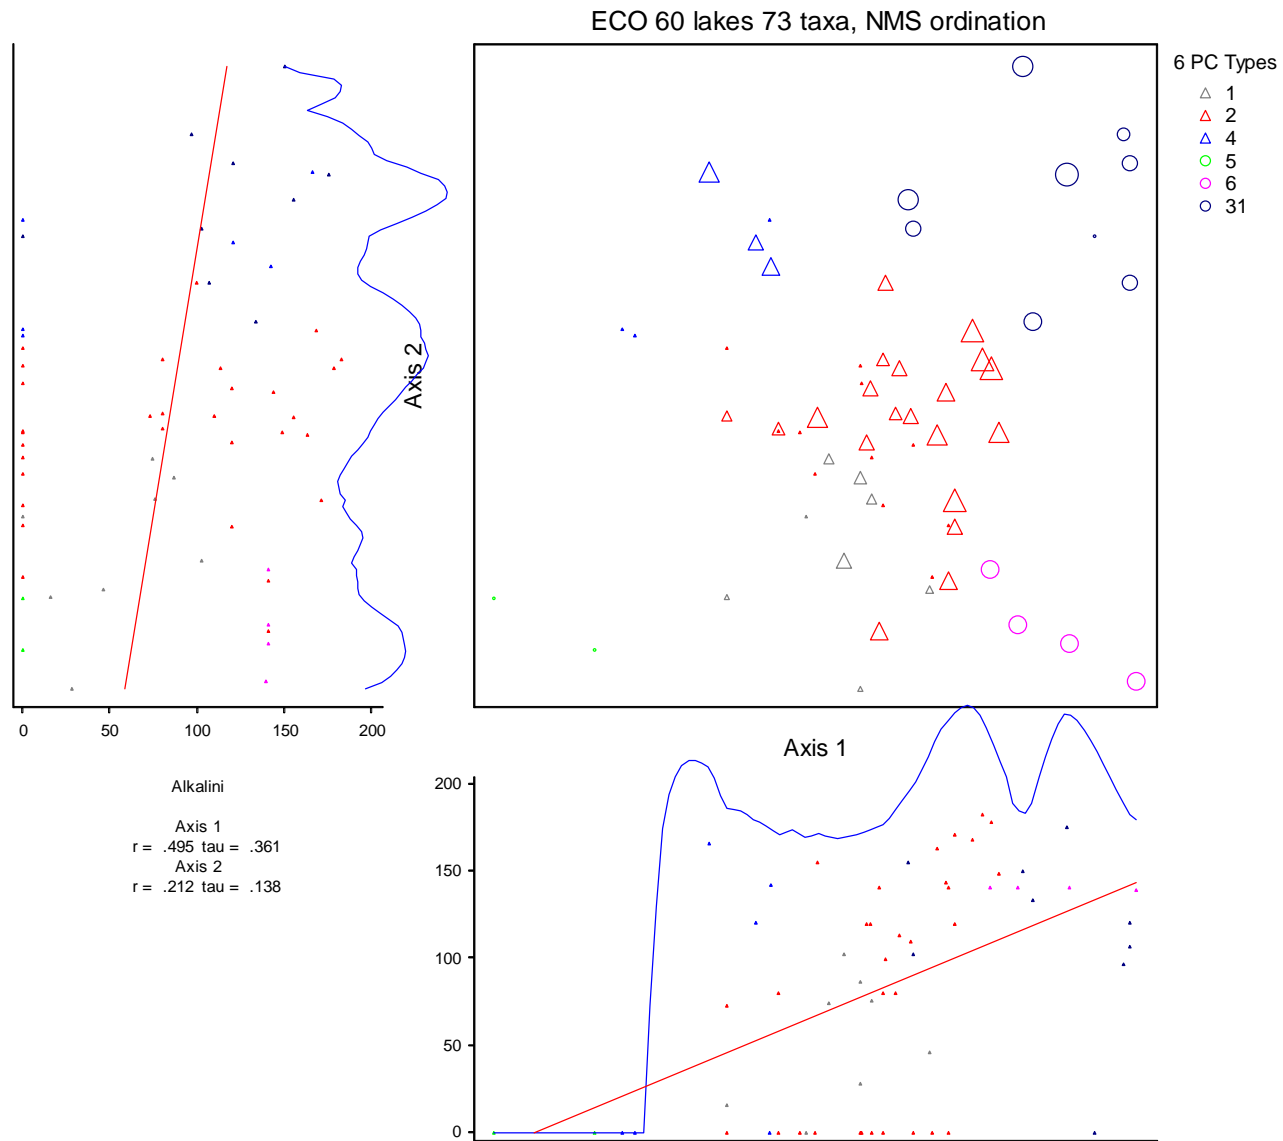 ECO 60 lakes 73 taxa, NMS ordination
6 PC Types
1
2
4
5
6
31
Axis 2
0 50 100 150 200
Axis 1
Alkalini
Axis 1
r = .495 tau = .361
Axis 2
r = .212 tau = .138
200
150
100
50
0